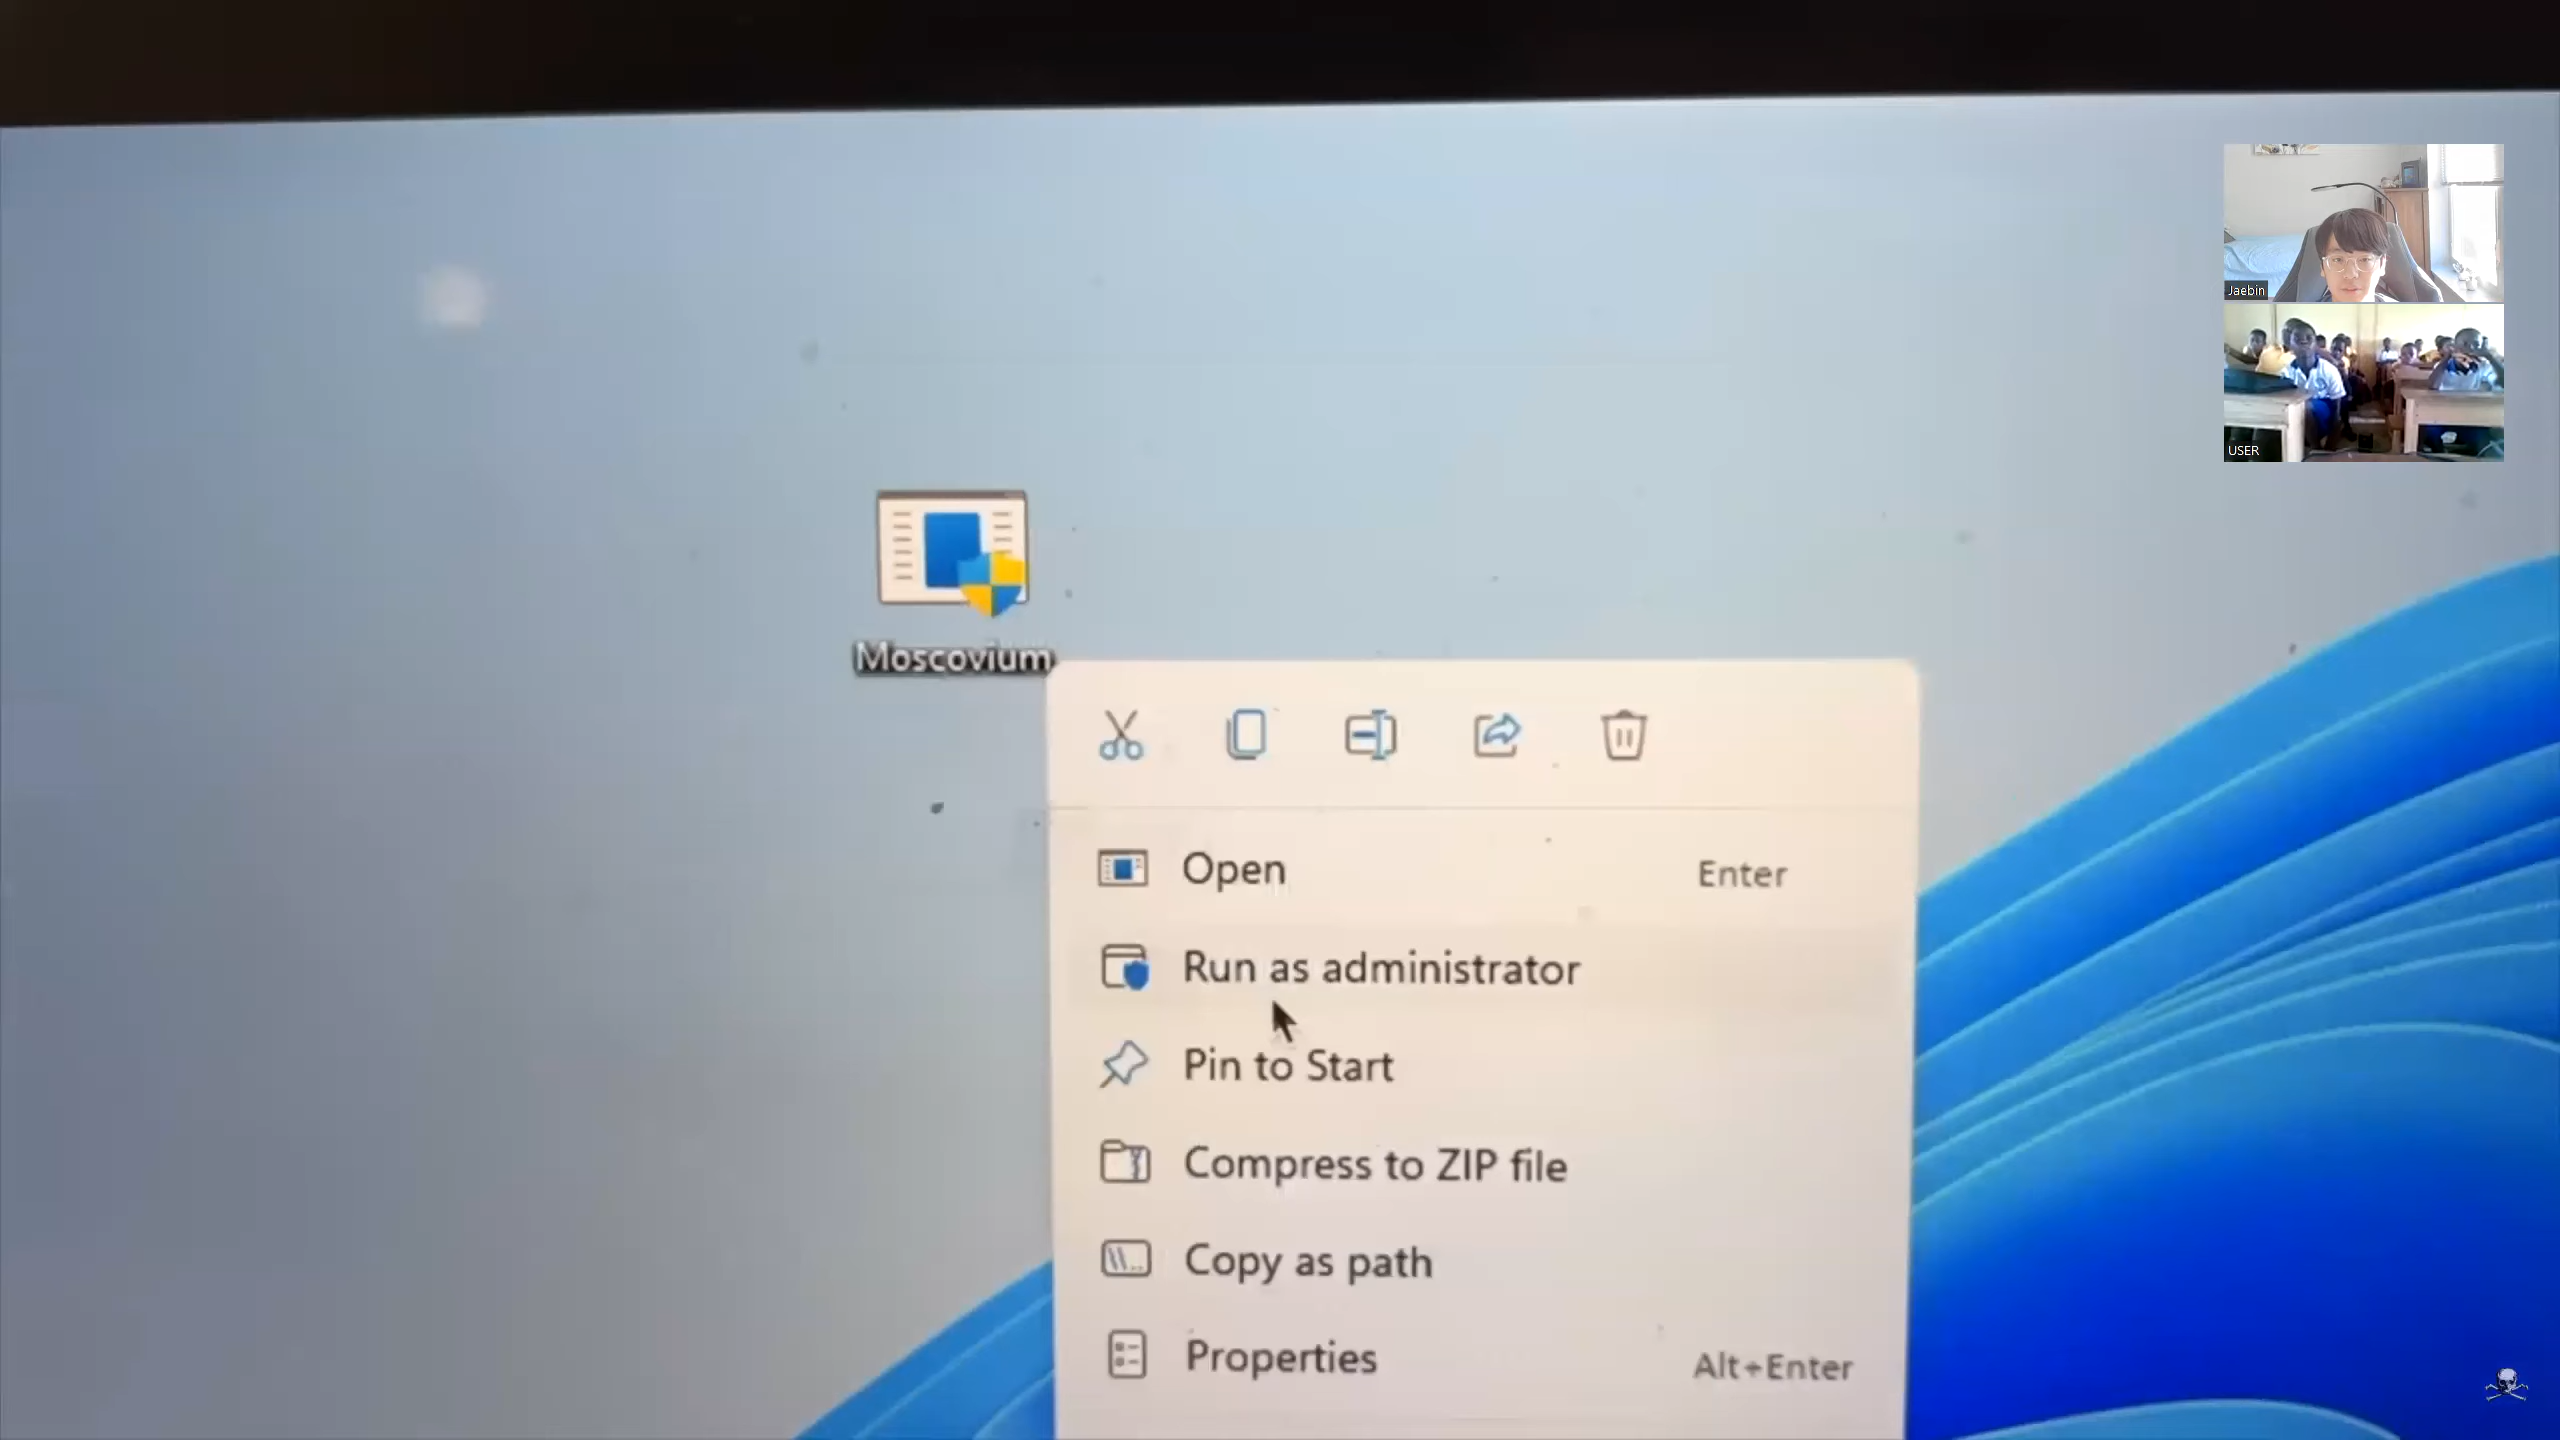 Jaebin
USER
Moscovium
Open Enter
Run as administrator
Pin to Start
Compress to ZIP file
Copy as path
Properties Alt+Enter